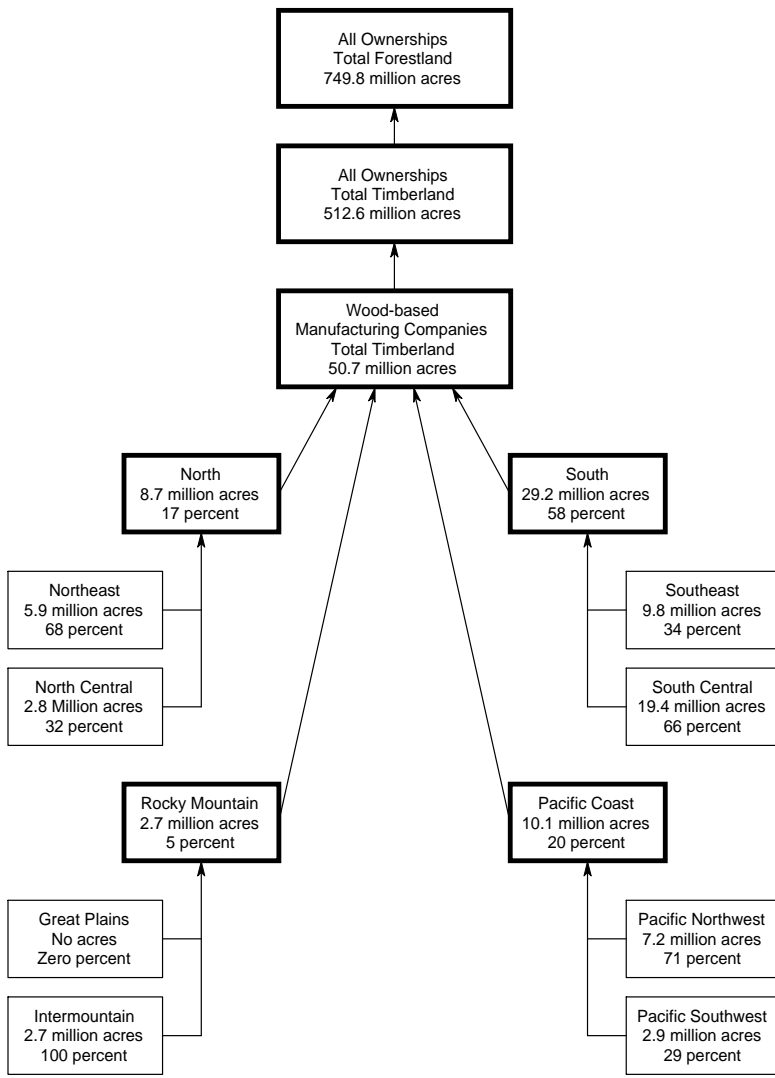 All Ownerships
Total Forestland
749.8 million acres
All Ownerships
Total Timberland
512.6 million acres
Wood-based
Manufacturing Companies
Total Timberland
50.7 million acres
North
8.7 million acres
17 percent
South
29.2 million acres
58 percent
Northeast
5.9 million acres
68 percent
Southeast
9.8 million acres
34 percent
North Central
2.8 Million acres
32 percent
South Central
19.4 million acres
66 percent
Rocky Mountain
2.7 million acres
5 percent
Pacific Coast
10.1 million acres
20 percent
Great Plains
No acres
Zero percent
Pacific Northwest
7.2 million acres
71 percent
Intermountain
2.7 million acres
100 percent
Pacific Southwest
2.9 million acres
29 percent